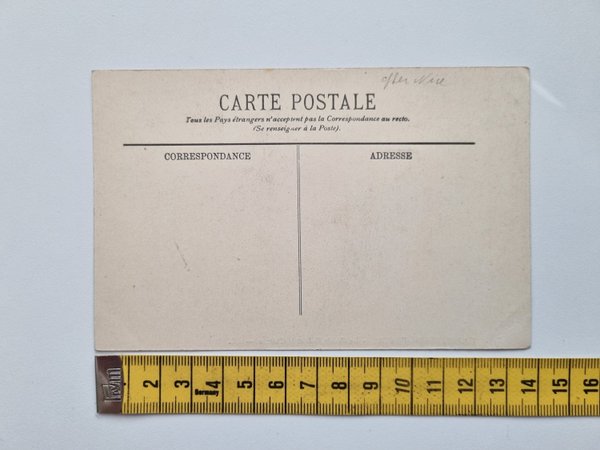 CARTE POSTALE
Tous les Pays étrangers n'acceptent pas la Correspondance au recto.
(Se renseigner à la Poste).
CORRESPONDANCE
ADRESSE
2 3 4 5 6 7 8 9 10 11 12 13 14 15 16
Germany